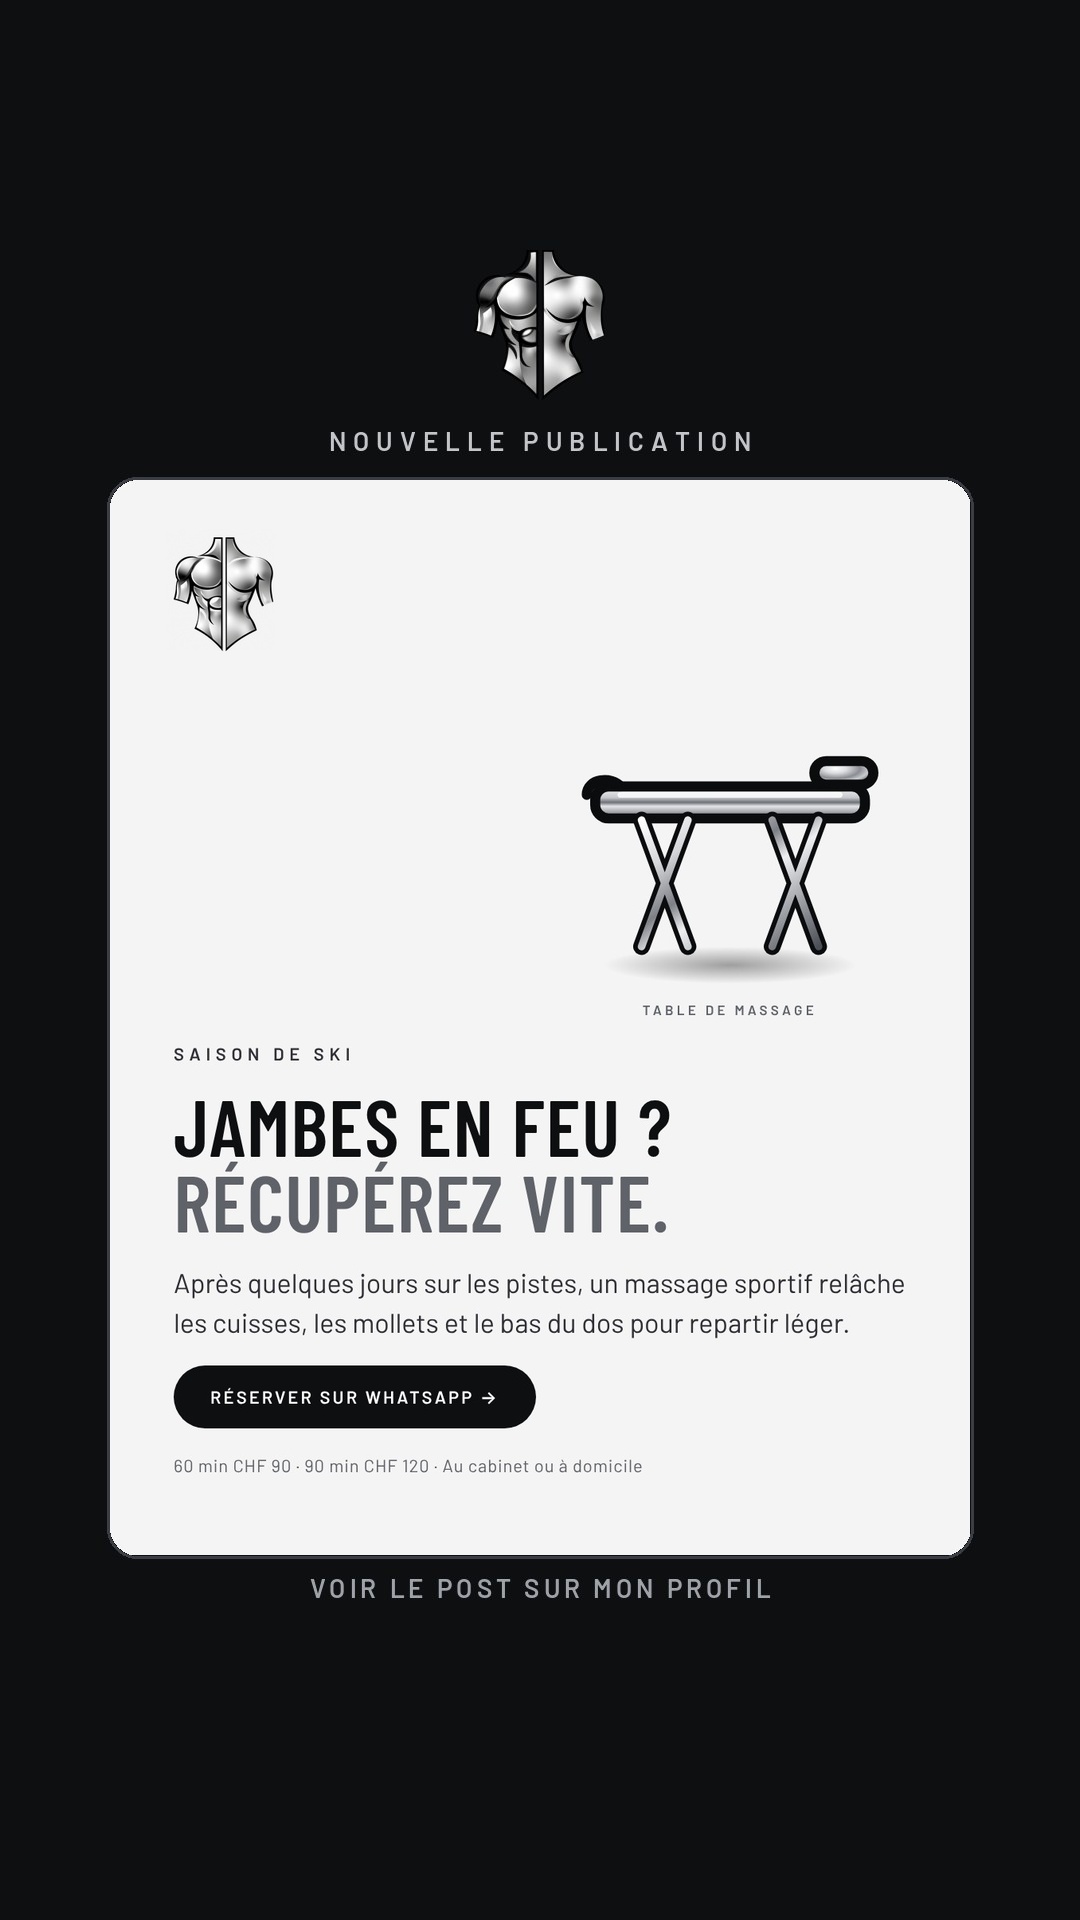 NOUVELLE PUBLICATION
TABLE DE MASSAGE
SAISON DE SKI
JAMBES EN FEU ?
RÉCUPÉREZ VITE.
Après quelques jours sur les pistes, un massage sportif relâche
les cuisses, les mollets et le bas du dos pour repartir léger.
RÉSERVER SUR WHATSAPP →
60 min CHF 90 · 90 min CHF 120 · Au cabinet ou à domicile
VOIR LE POST SUR MON PROFIL